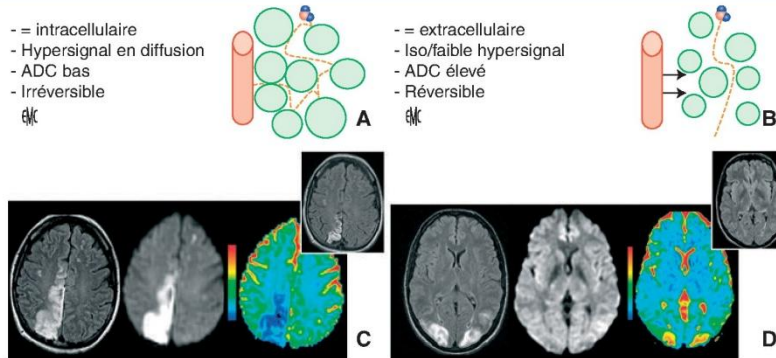 - = intracellulaire
- Hypersignal en diffusion
- ADC bas
- Irréversible
EMC
A
- = extracellulaire
- Iso/faible hypersignal
- ADC élevé
- Réversible
EMC
B
C
D